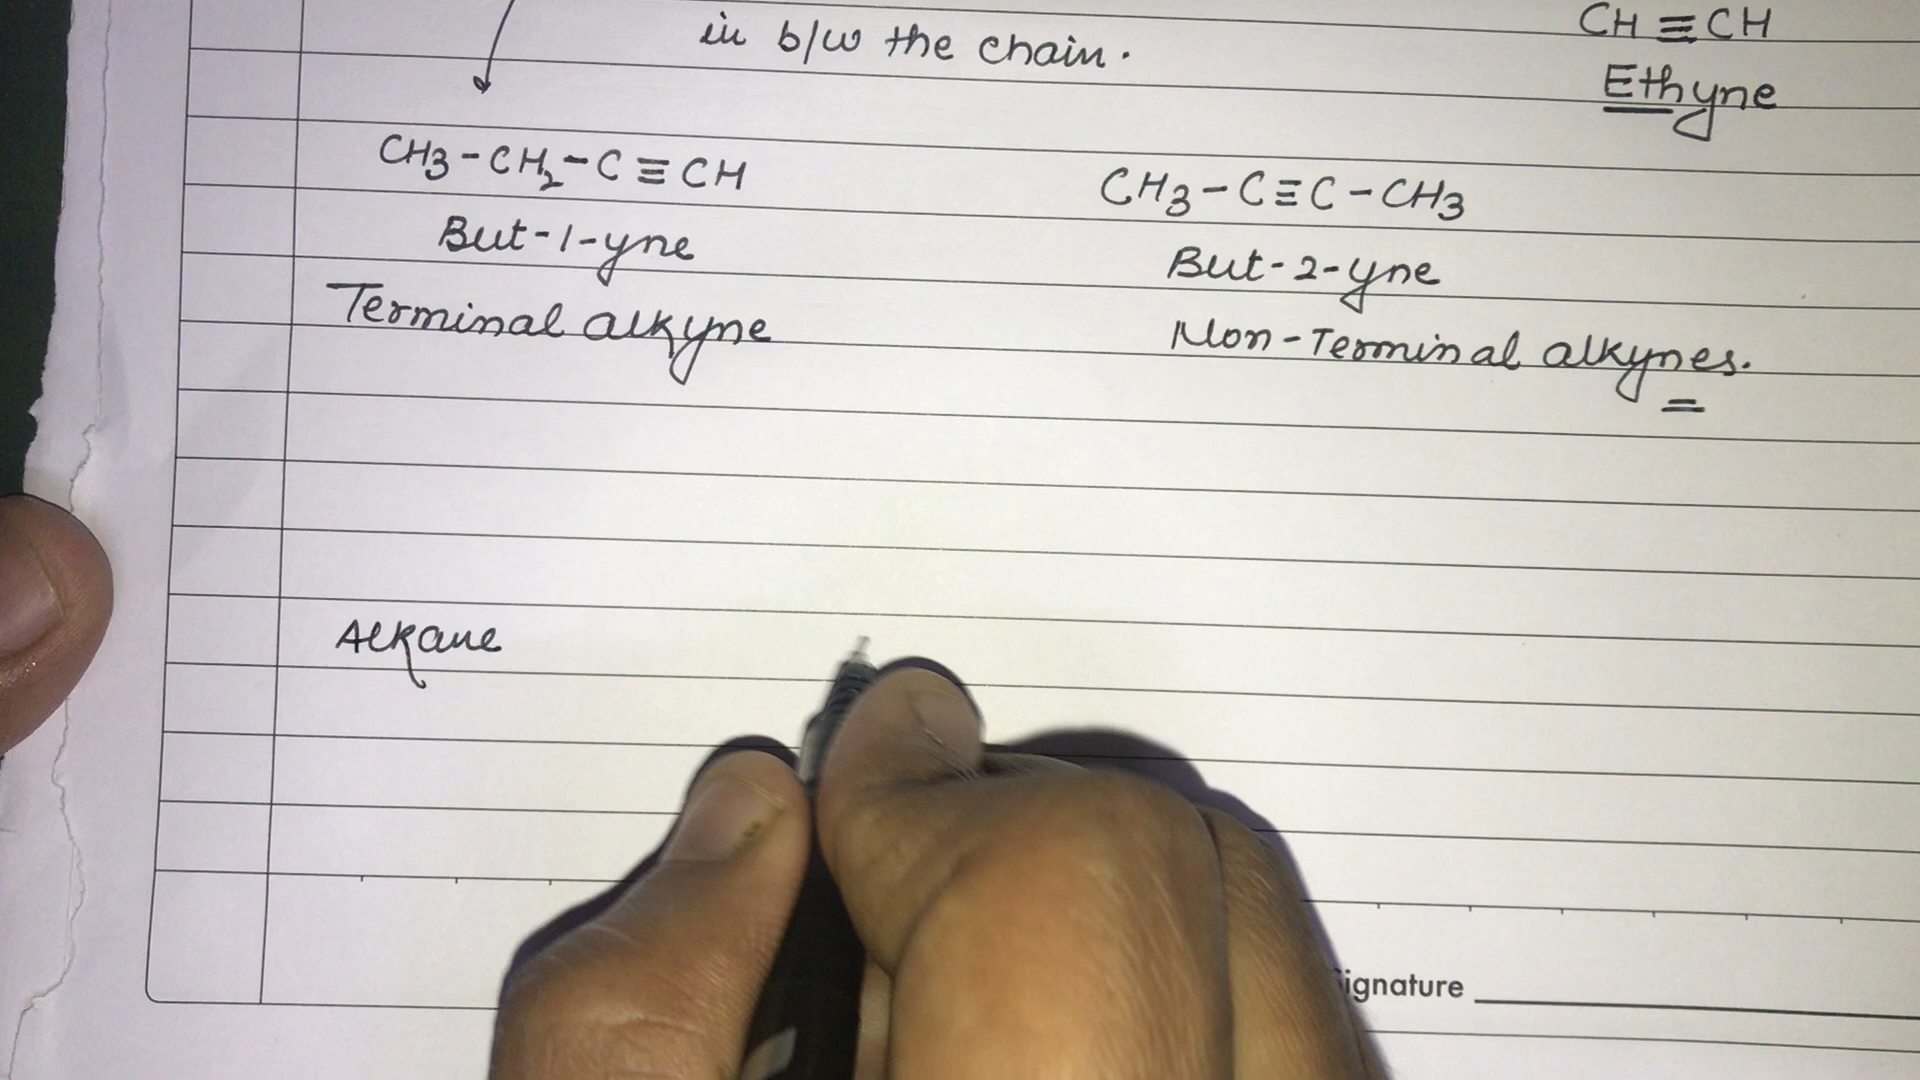 in b/w the chain.
CH ≡ CH
Ethyne
CH3-CH2-C≡CH
But-1-yne
Terminal alkyne
CH3-C≡C-CH3
But-2-yne
Non-Terminal alkynes.
Alkane
ignature